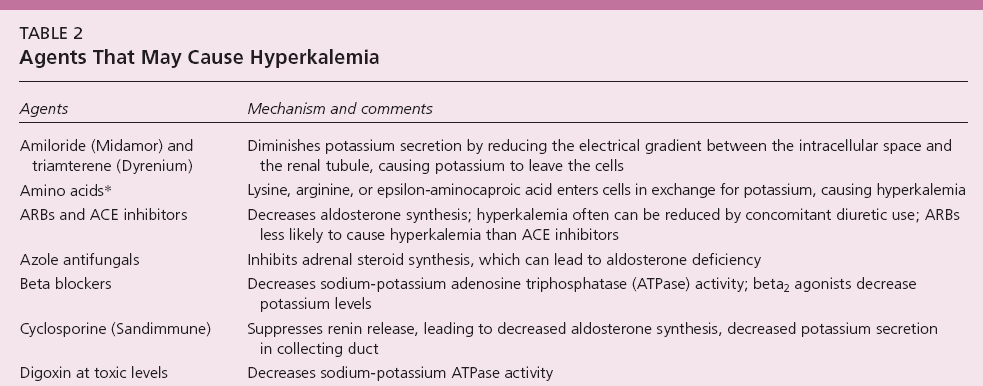 TABLE 2
Agents That May Cause Hyperkalemia
Agents Mechanism and comments
Amiloride (Midamor) and Diminishes potassium secretion by reducing the electrical gradient between the intracellular space and
triamterene (Dyrenium) the renal tubule, causing potassium to leave the cells
Amino acids* Lysine, arginine, or epsilon-aminocaproic acid enters cells in exchange for potassium, causing hyperkalemia
ARBs and ACE inhibitors Decreases aldosterone synthesis; hyperkalemia often can be reduced by concomitant diuretic use; ARBs
less likely to cause hyperkalemia than ACE inhibitors
Azole antifungals Inhibits adrenal steroid synthesis, which can lead to aldosterone deficiency
Beta blockers Decreases sodium-potassium adenosine triphosphatase (ATPase) activity; beta₂ agonists decrease
potassium levels
Cyclosporine (Sandimmune) Suppresses renin release, leading to decreased aldosterone synthesis, decreased potassium secretion
in collecting duct
Digoxin at toxic levels Decreases sodium-potassium ATPase activity